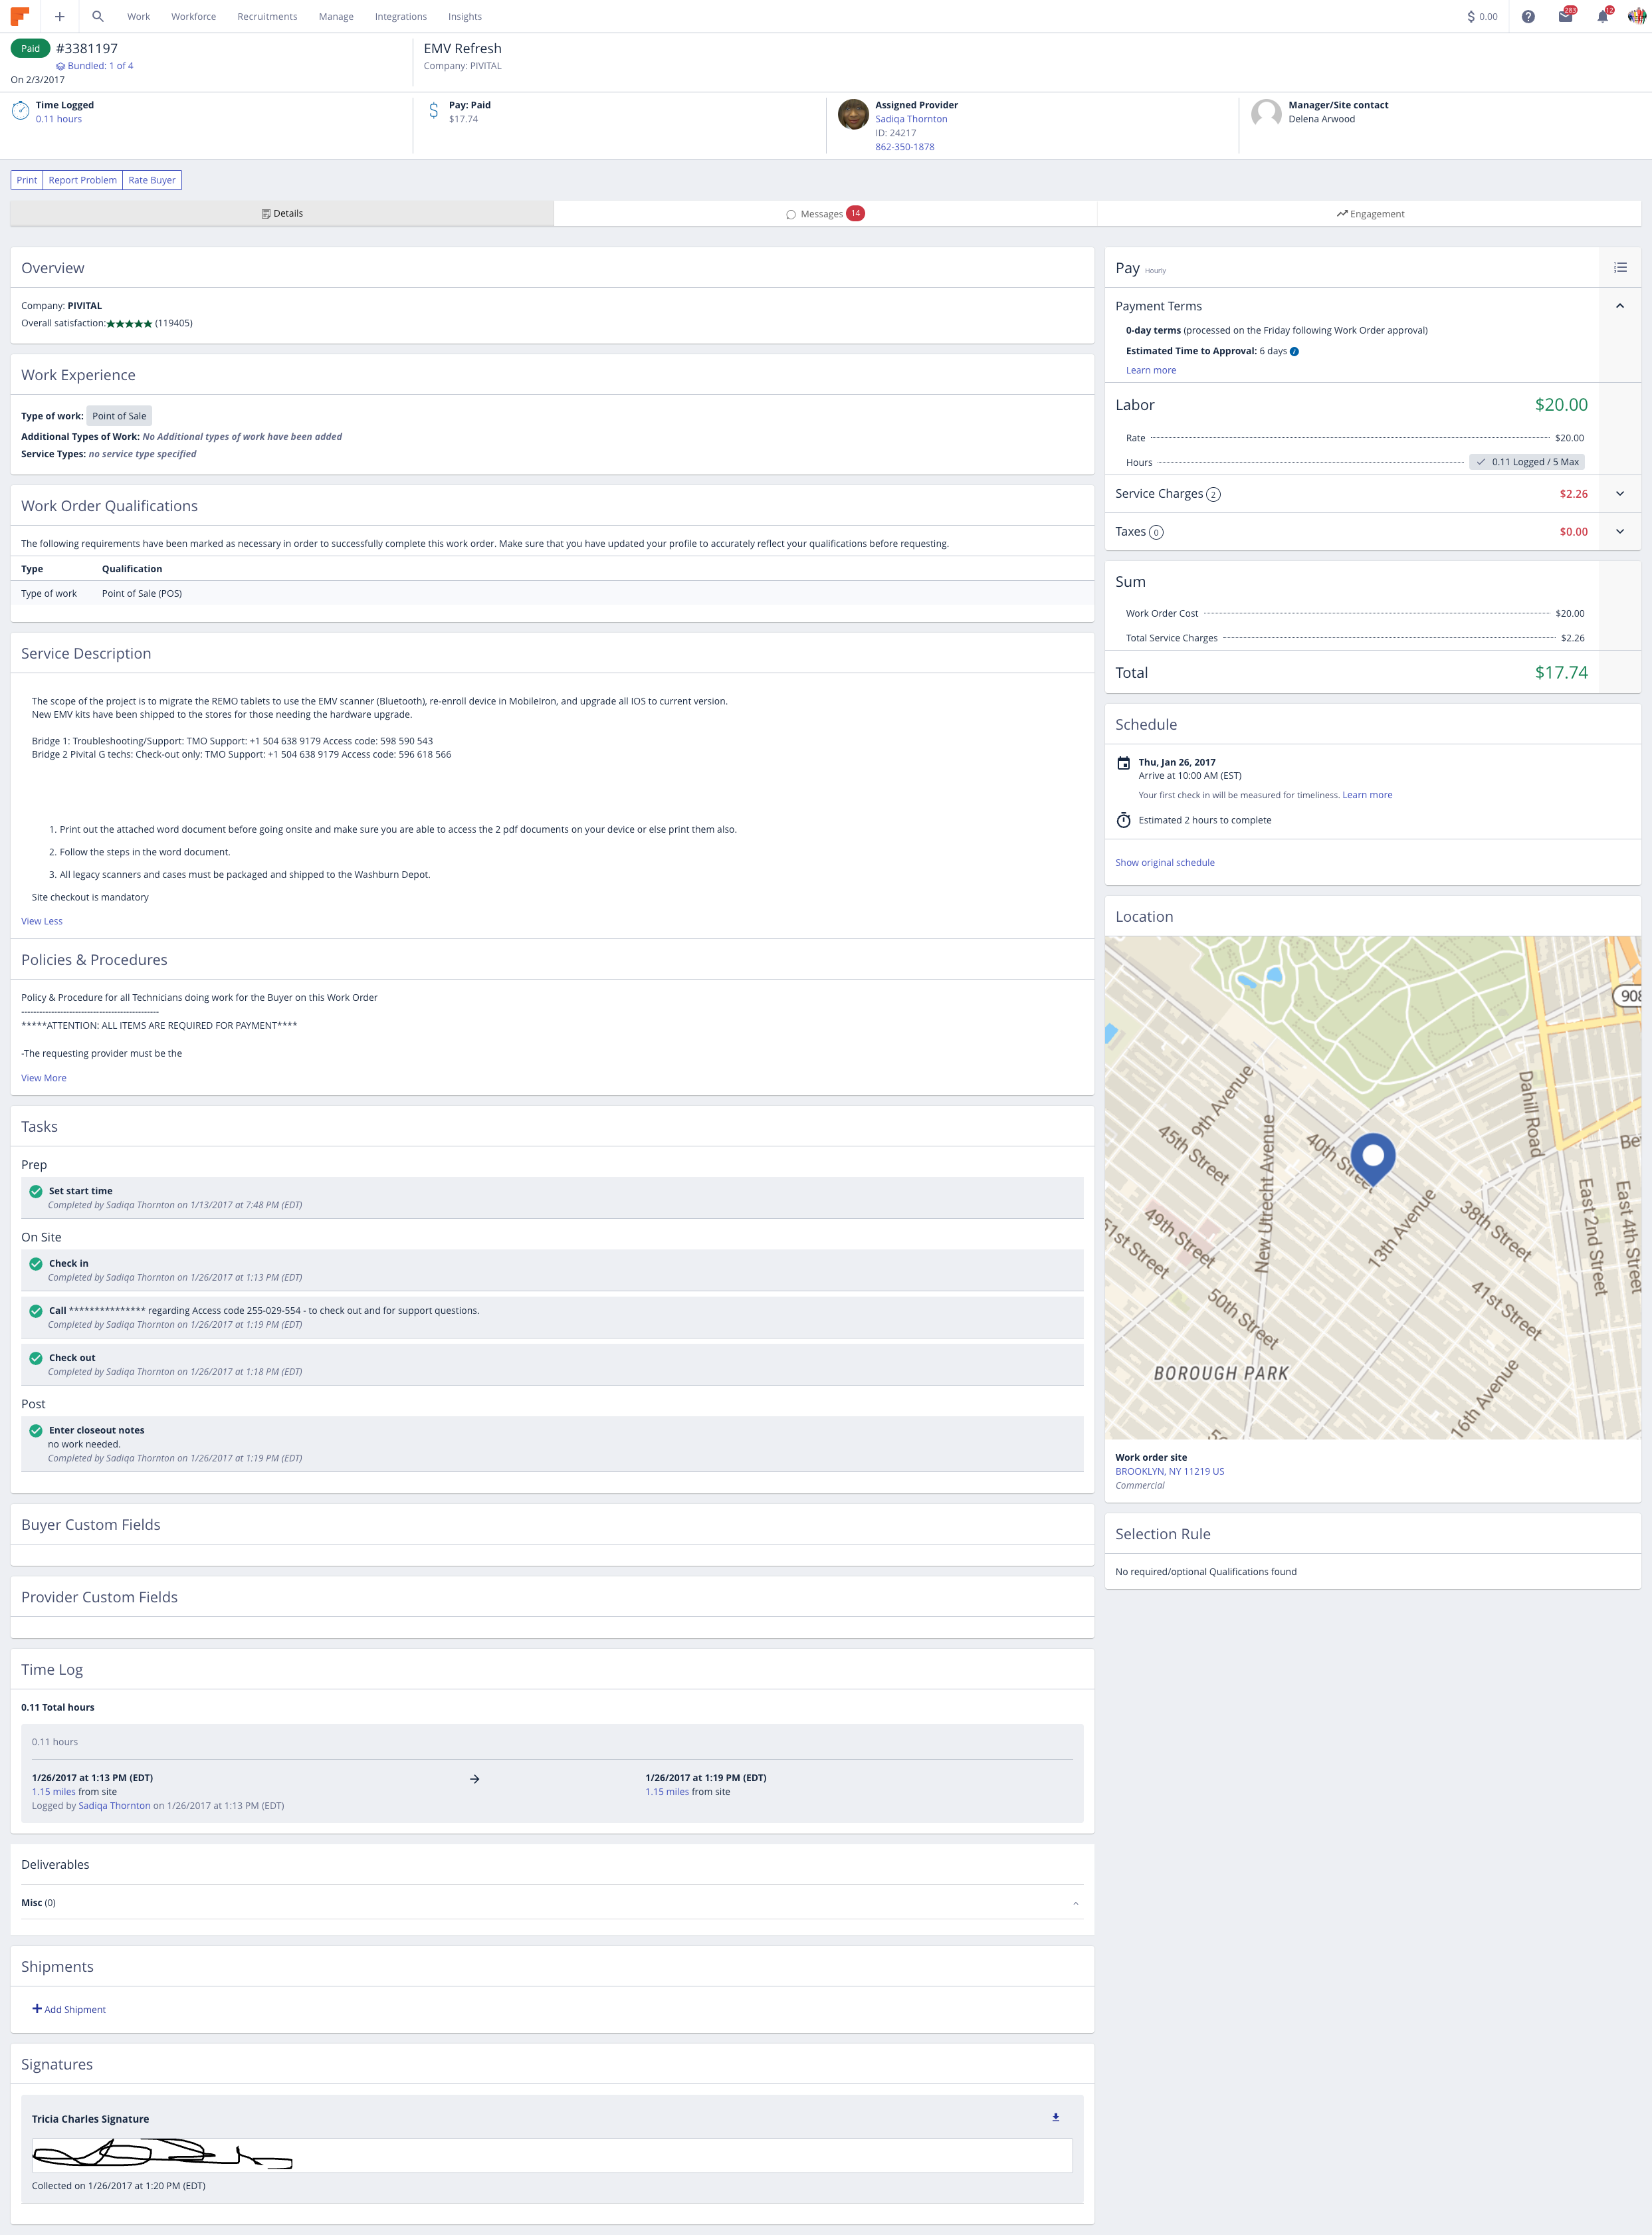 Work Workforce Recruitments Manage Integrations Insights $ 0.00 283 12
Paid #3381197
Bundled: 1 of 4
On 2/3/2017
EMV Refresh
Company: PIVITAL
Time Logged
0.11 hours
Pay: Paid
$17.74
Assigned Provider
Sadiqa Thornton
ID: 24217
862-350-1878
Manager/Site contact
Delena Arwood
Print Report Problem Rate Buyer
Details Messages 14 Engagement
Overview
Company: PIVITAL
Overall satisfaction:★★★★★ (119405)
Work Experience
Type of work: Point of Sale
Additional Types of Work: No Additional types of work have been added
Service Types: no service type specified
Work Order Qualifications
The following requirements have been marked as necessary in order to successfully complete this work order. Make sure that you have updated your profile to accurately reflect your qualifications before requesting.
Type Qualification
Type of work Point of Sale (POS)
Service Description
The scope of the project is to migrate the REMO tablets to use the EMV scanner (Bluetooth), re-enroll device in MobileIron, and upgrade all IOS to current version.
New EMV kits have been shipped to the stores for those needing the hardware upgrade.
Bridge 1: Troubleshooting/Support: TMO Support: +1 504 638 9179 Access code: 598 590 543
Bridge 2 Pivital G techs: Check-out only: TMO Support: +1 504 638 9179 Access code: 596 618 566
1. Print out the attached word document before going onsite and make sure you are able to access the 2 pdf documents on your device or else print them also.
2. Follow the steps in the word document.
3. All legacy scanners and cases must be packaged and shipped to the Washburn Depot.
Site checkout is mandatory
View Less
Policies & Procedures
Policy & Procedure for all Technicians doing work for the Buyer on this Work Order
----------------------------------------------
*****ATTENTION: ALL ITEMS ARE REQUIRED FOR PAYMENT****
-The requesting provider must be the
View More
Tasks
Prep
Set start time
Completed by Sadiqa Thornton on 1/13/2017 at 7:48 PM (EDT)
On Site
Check in
Completed by Sadiqa Thornton on 1/26/2017 at 1:13 PM (EDT)
Call *************** regarding Access code 255-029-554 - to check out and for support questions.
Completed by Sadiqa Thornton on 1/26/2017 at 1:19 PM (EDT)
Check out
Completed by Sadiqa Thornton on 1/26/2017 at 1:18 PM (EDT)
Post
Enter closeout notes
no work needed.
Completed by Sadiqa Thornton on 1/26/2017 at 1:19 PM (EDT)
Buyer Custom Fields
Provider Custom Fields
Time Log
0.11 Total hours
0.11 hours
1/26/2017 at 1:13 PM (EDT)
1.15 miles from site
Logged by Sadiqa Thornton on 1/26/2017 at 1:13 PM (EDT)
1/26/2017 at 1:19 PM (EDT)
1.15 miles from site
Deliverables
Misc (0)
Shipments
Add Shipment
Signatures
Tricia Charles Signature
Collected on 1/26/2017 at 1:20 PM (EDT)
Pay Hourly
Payment Terms
0-day terms (processed on the Friday following Work Order approval)
Estimated Time to Approval: 6 days
Learn more
Labor $20.00
Rate $20.00
Hours 0.11 Logged / 5 Max
Service Charges 2 $2.26
Taxes 0 $0.00
Sum
Work Order Cost $20.00
Total Service Charges $2.26
Total $17.74
Schedule
Thu, Jan 26, 2017
Arrive at 10:00 AM (EST)
Your first check in will be measured for timeliness. Learn more
Estimated 2 hours to complete
Show original schedule
Location
908
Dahill Road
9th Avenue
45th Street
New Utrecht Avenue
40th Street
Be
East 2nd Street
East 4th Street
49th Street
51st Street
13th Avenue
38th Street
50th Street
41st Street
BOROUGH PARK
16th Avenue
Work order site
BROOKLYN, NY 11219 US
Commercial
Selection Rule
No required/optional Qualifications found